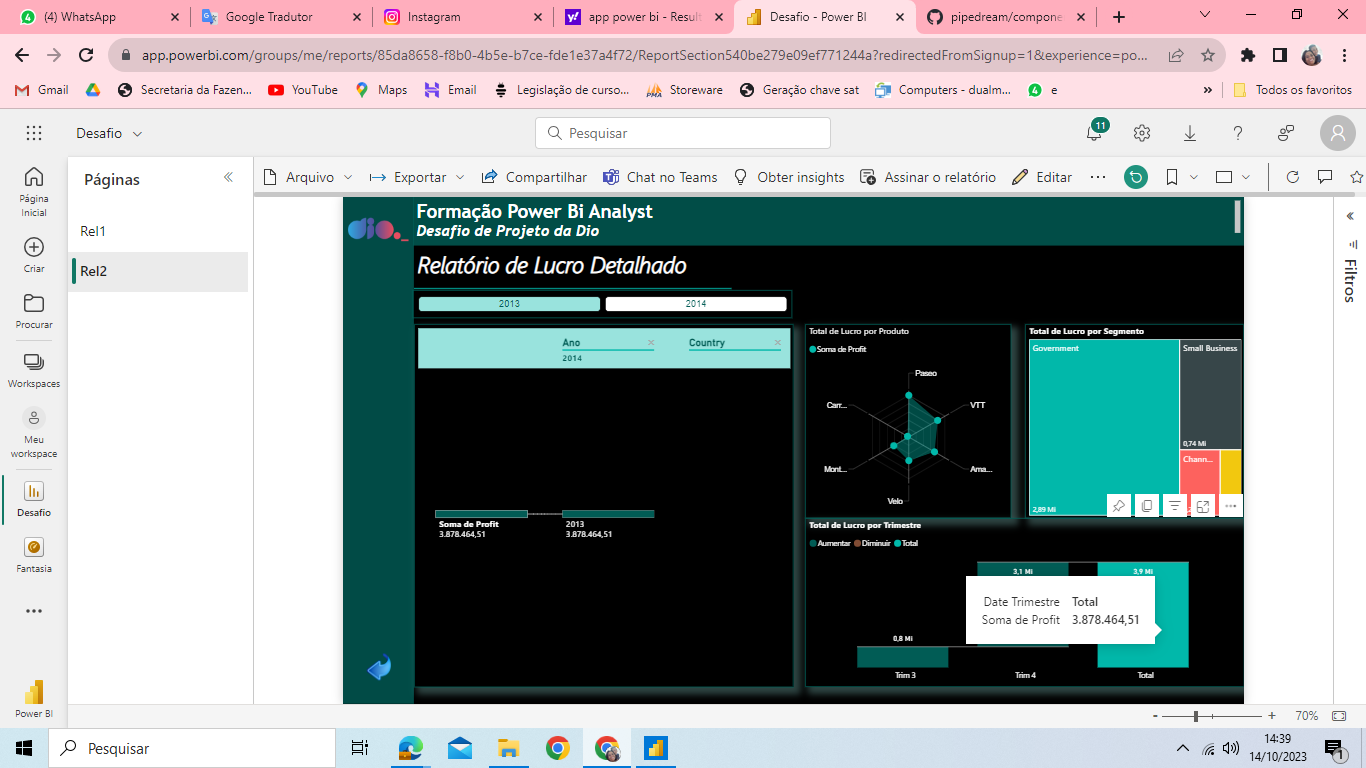 (4) WhatsApp
Google Tradutor
Instagram
app power bi - Result
Desafio - Power BI
pipedream/compone
app.powerbi.com/groups/me/reports/85da8658-f8b0-4b5e-b7ce-fde1e37a4f72/ReportSection540be279e09ef771244a?redirectedFromSignup=1&experience=po...
Gmail
Secretaria da Fazen...
YouTube
Maps
Email
Legislação de curso...
PMA
Storeware
Geração chave sat
Computers - dualm...
4
e
»
Todos os favoritos
Desafio
Pesquisar
11
Página
Inicial
Criar
Procurar
Workspaces
Meu
workspace
Desafio
Fantasia
Power BI
Páginas
Rel1
Rel2
Arquivo
Exportar
Compartilhar
Chat no Teams
Obter insights
Assinar o relatório
Editar
Filtros
dio._
Formação Power Bi Analyst
Desafio de Projeto da Dio
Relatório de Lucro Detalhado
2013
2014
Ano
2014
Country
Soma de Profit
3.878.464,51
2013
3.878.464,51
Total de Lucro por Produto
Soma de Profit
Paseo
VTT
Ama...
Velo
Mont...
Carr...
Total de Lucro por Segmento
Government
2,89 Mi
Small Business
0,74 Mi
Chann...
Total de Lucro por Trimestre
Aumentar
Diminuir
Total
0,8 Mi
3,1 Mi
3,9 Mi
Trim 3
Trim 4
Total
Date Trimestre Total
Soma de Profit 3.878.464,51
- + 70%
Pesquisar
14:39
14/10/2023
1